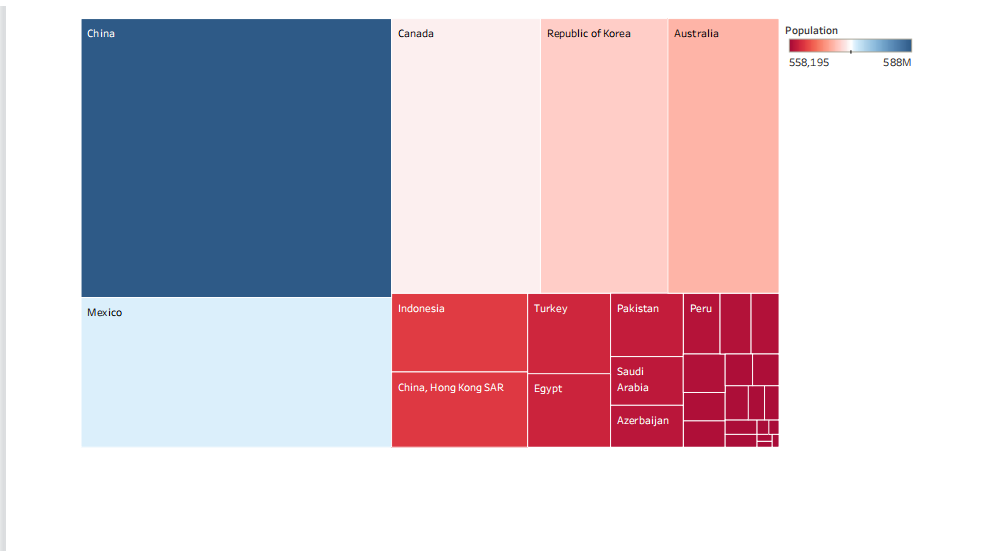 China
Canada
Republic of Korea
Australia
Population
558,195
588M
Mexico
Indonesia
Turkey
Pakistan
Peru
Saudi
Arabia
China, Hong Kong SAR
Egypt
Azerbaijan